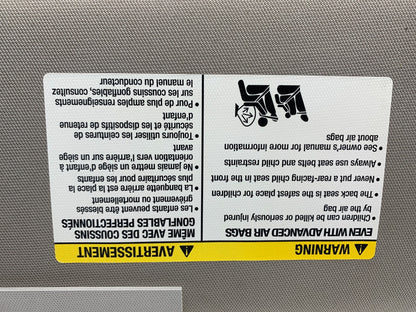 WARNING
EVEN WITH ADVANCED AIR BAGS
• Children can be killed or seriously injured
by the air bag
• The back seat is the safest place for children
• Never put a rear-facing child seat in the front
• Always use seat belts and child restraints
• See owner's manual for more information
about air bags
AVERTISSEMENT
MÊME AVEC DES COUSSINS
GONFLABLES PERFECTIONNÉS
• Les enfants peuvent être blessés
grièvement ou mortellement
• La banquette arrière est la place la
plus sécuritaire pour les enfants
• Ne jamais mettre un siège d'enfant à
orientation vers l'arrière sur un siège
avant
• Toujours utiliser les ceintures de
sécurité et les dispositifs de retenue
d'enfant
• Pour de plus amples renseignements
sur les coussins gonflables, consultez
le manuel du conducteur